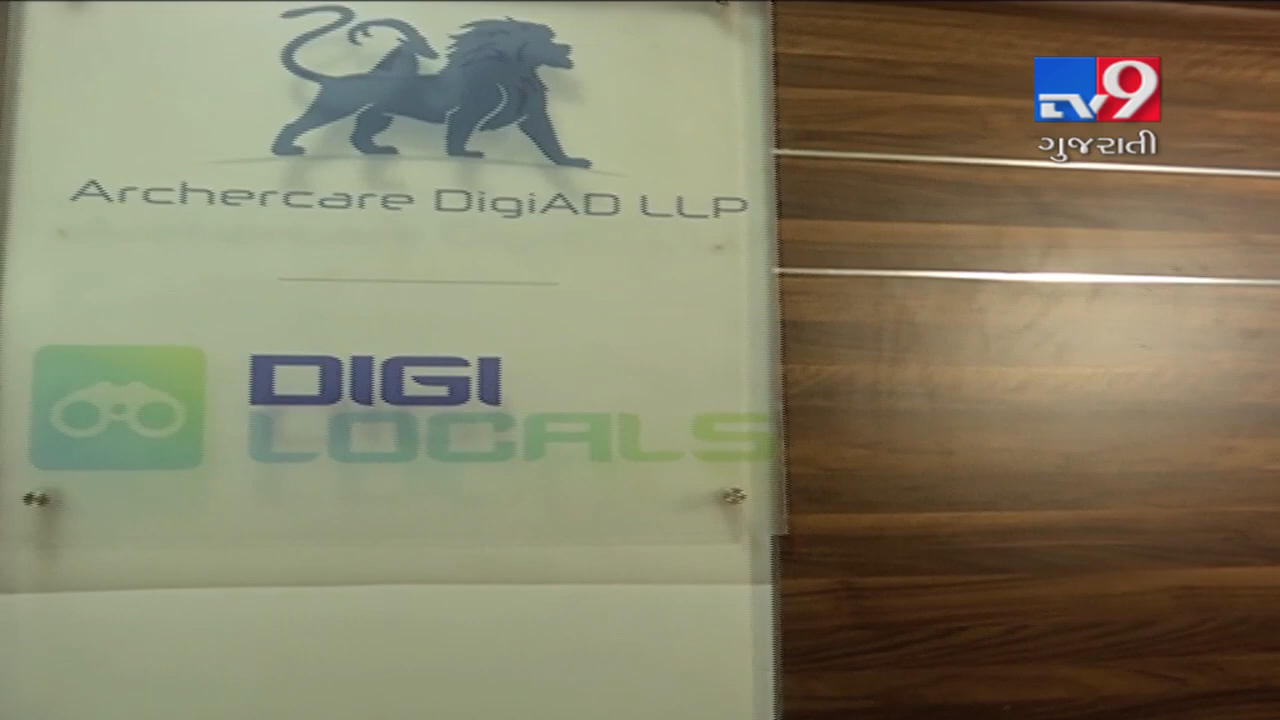 Archercare DigiAD LLP
DIGI
LOCALS
TV9
ગુજરાતી